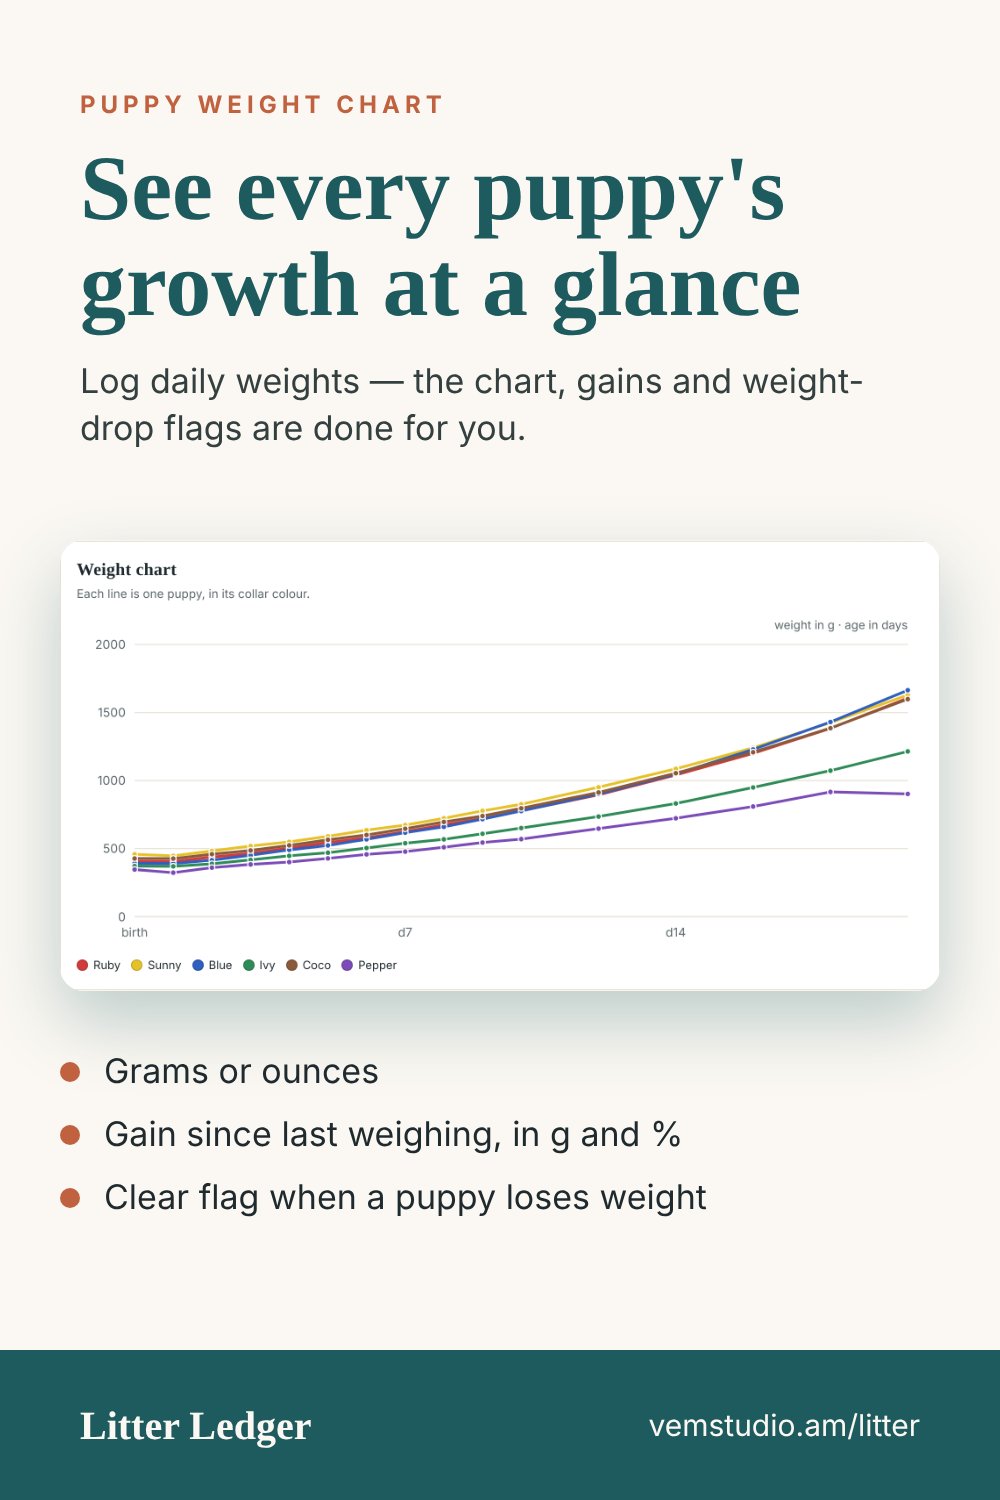 PUPPY WEIGHT CHART
See every puppy's
growth at a glance
Log daily weights — the chart, gains and weight-
drop flags are done for you.
Weight chart
Each line is one puppy, in its collar colour.
weight in g · age in days
2000
1500
1000
500
0
birth d7 d14
Ruby Sunny Blue Ivy Coco Pepper
Grams or ounces
Gain since last weighing, in g and %
Clear flag when a puppy loses weight
Litter Ledger vemstudio.am/litter